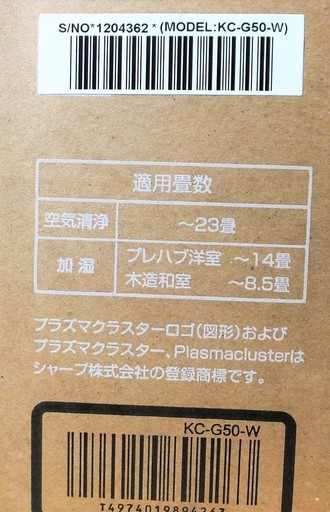 S/NO*1204362* (MODEL:KC-G50-W)
適用畳数
空気清浄 〜23畳
加湿 プレハブ洋室 〜14畳
木造和室 〜8.5畳
プラズマクラスターロゴ(図形)および
プラズマクラスター、Plasmaclusterは
シャープ株式会社の登録商標です。
KC-G50-W